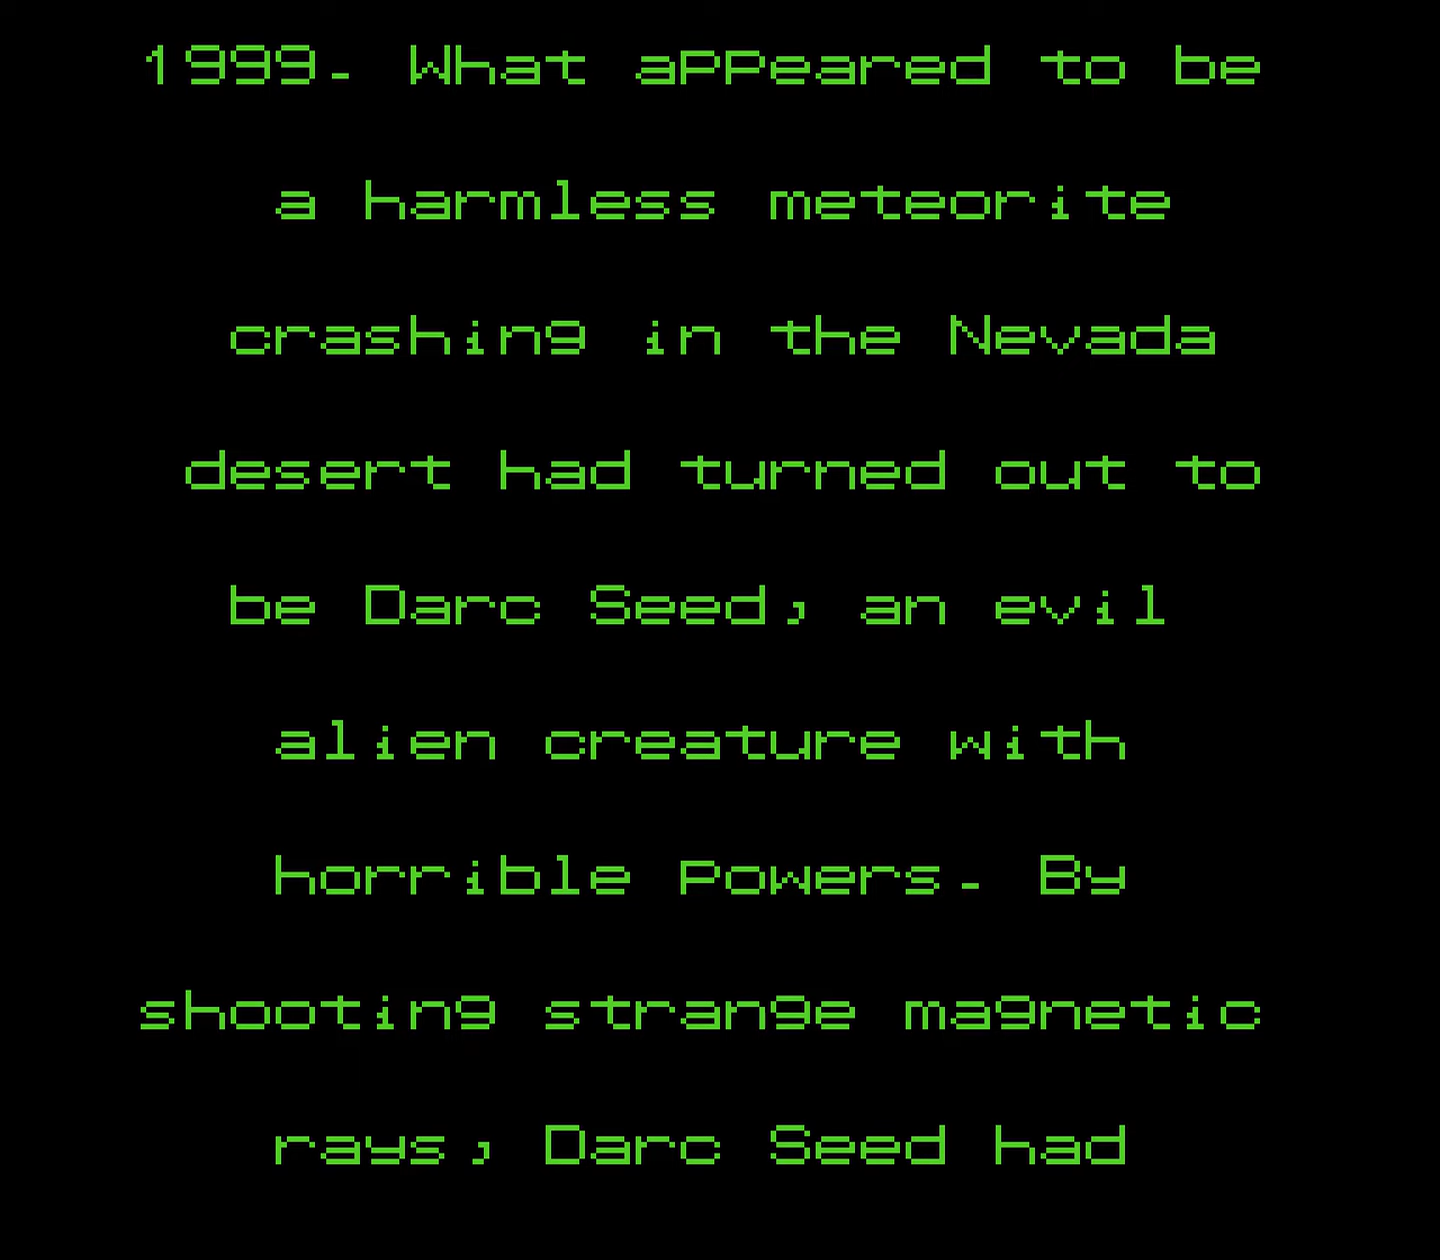 1999. What appeared to be
a harmless meteorite
crashing in the Nevada
desert had turned out to
be Darc Seed, an evil
alien creature with
horrible powers. By
shooting strange magnetic
rays, Darc Seed had